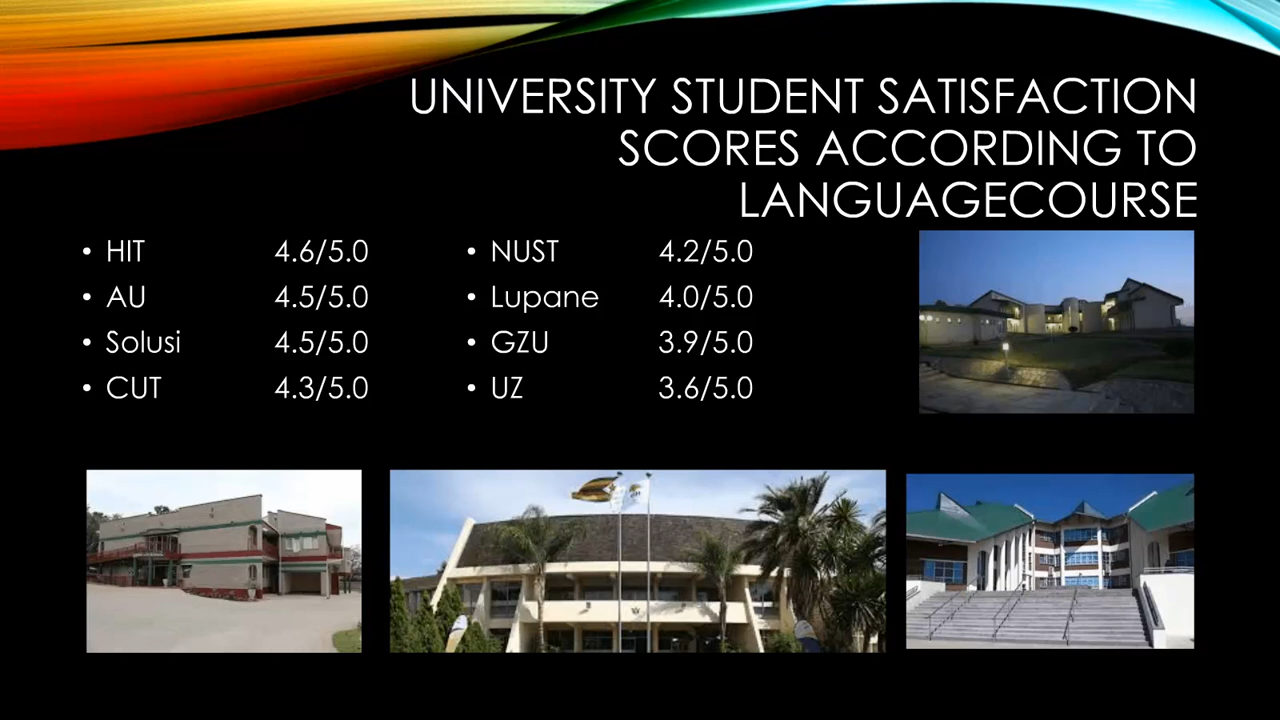 UNIVERSITY STUDENT SATISFACTION
SCORES ACCORDING TO
LANGUAGECOURSE
• HIT 4.6/5.0
• AU 4.5/5.0
• Solusi 4.5/5.0
• CUT 4.3/5.0
• NUST 4.2/5.0
• Lupane 4.0/5.0
• GZU 3.9/5.0
• UZ 3.6/5.0